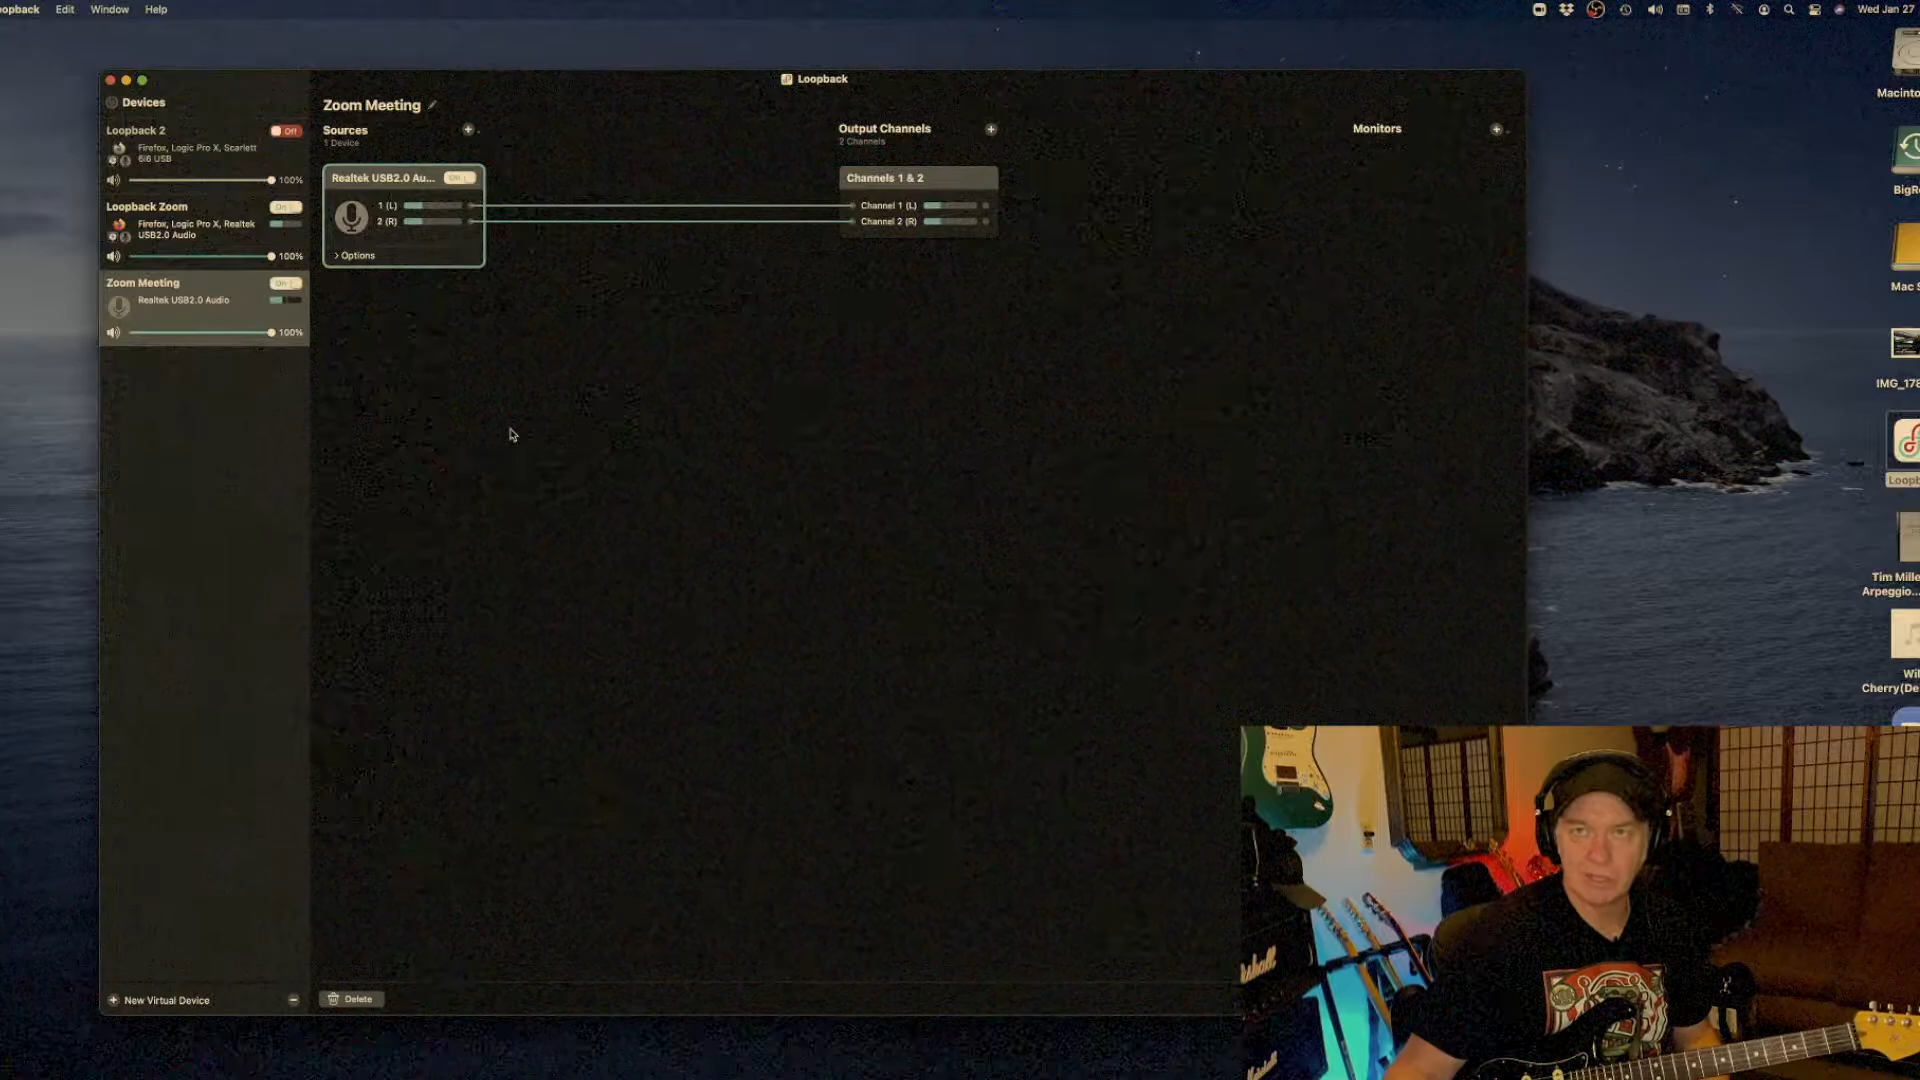 Loopback Edit Window Help
Wed Jan 27
Loopback
Devices
Loopback 2
Off
Firefox, Logic Pro X, Scarlett
6i6 USB
100%
Loopback Zoom
On
Firefox, Logic Pro X, Realtek
USB2.0 Audio
100%
Zoom Meeting
On
Realtek USB2.0 Audio
100%
New Virtual Device
Zoom Meeting
Sources
1 Device
Realtek USB2.0 Au...
On
1 (L)
2 (R)
› Options
Output Channels
2 Channels
Channels 1 & 2
Channel 1 (L)
Channel 2 (R)
Monitors
Delete
Macinto
BigRe
Mac S
IMG_178
Loopb
Tim Mille
Arpeggio...
Wil
Cherry(De